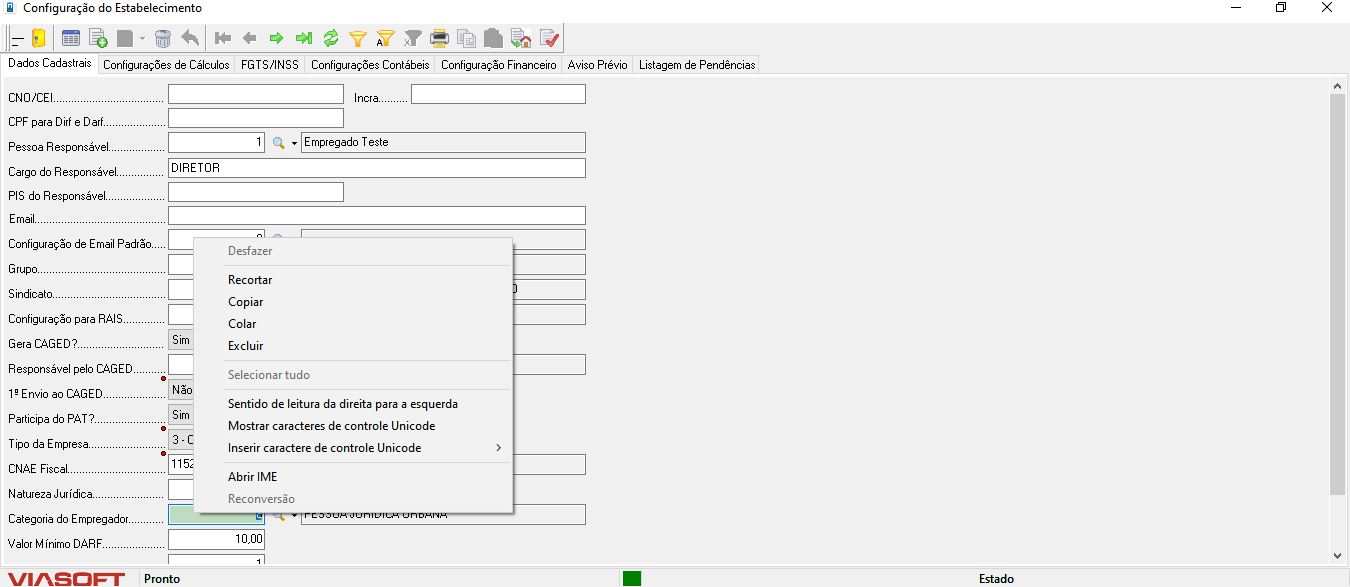 Configuração do Estabelecimento
Dados Cadastrais Configurações de Cálculos FGTS/INSS Configurações Contábeis Configuração Financeiro Aviso Prévio Listagem de Pendências
CNO/CEI................................... Incra..........
CPF para Dirf e Darf....................
Pessoa Responsável.................. 1 Empregado Teste
Cargo do Responsável............... DIRETOR
PIS do Responsável...................
Email.........................................
Configuração de Email Padrão.....
Grupo.........................................
Sindicato....................................
Configuração para RAIS.............
Gera CAGED?........................... Sim
Responsável pelo CAGED..........
1º Envio ao CAGED................... Não
Participa do PAT?...................... Sim
Tipo da Empresa........................ 3 -
CNAE Fiscal............................... 1152
Natureza Jurídica.......................
Categoria do Empregador........... PESSOA JURIDICA URBANA
Valor Mínimo DARF.................... 10,00
1
Desfazer
Recortar
Copiar
Colar
Excluir
Selecionar tudo
Sentido de leitura da direita para a esquerda
Mostrar caracteres de controle Unicode
Inserir caractere de controle Unicode
Abrir IME
Reconversão
VIASOFT Pronto Estado